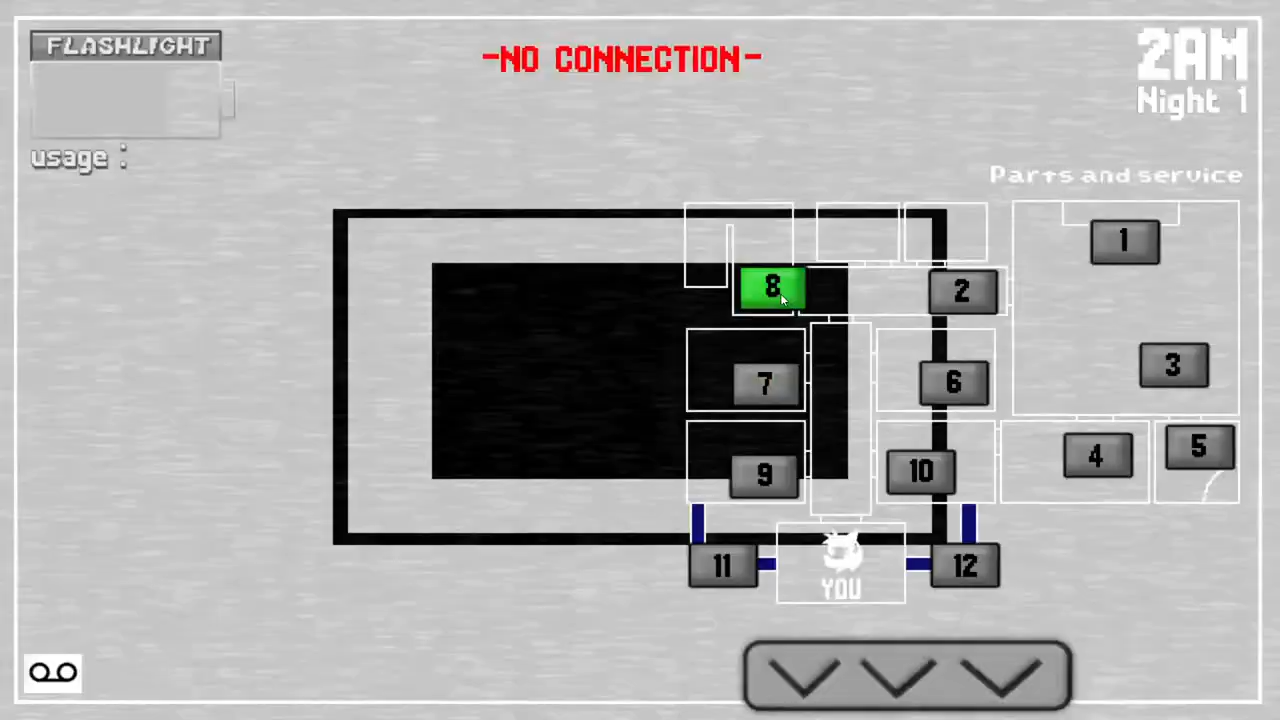 FLASHLIGHT
-NO CONNECTION-
2AM
Night 1
usage :
Parts and service
1
8
2
3
7
6
5
4
10
9
11
12
YOU